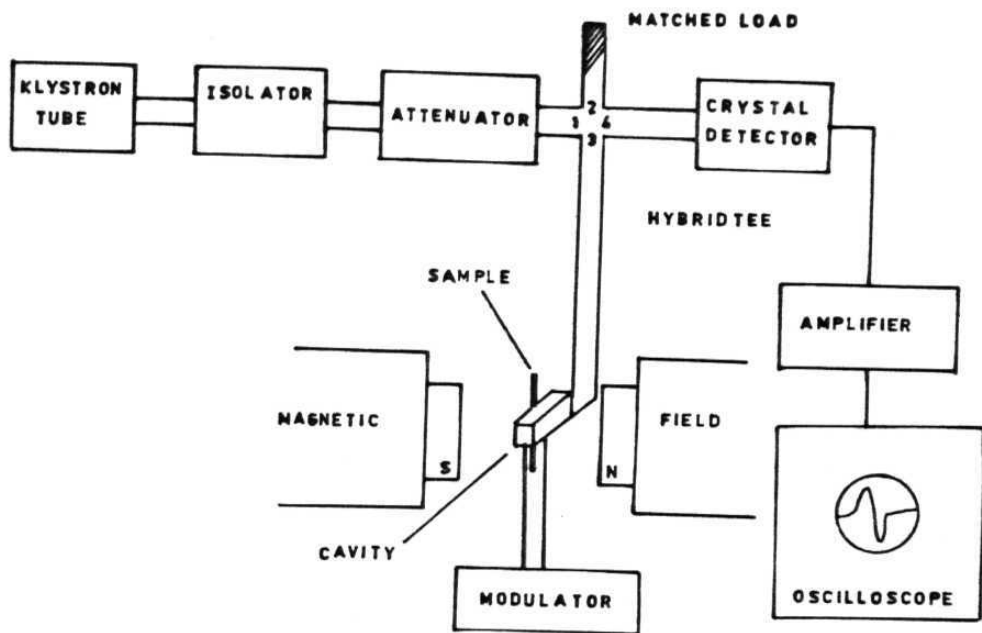 MATCHED LOAD
KLYSTRON
TUBE
ISOLATOR
ATTENUATOR
2
1 4
3
CRYSTAL
DETECTOR
HYBRIDTEE
SAMPLE
AMPLIFIER
MAGNETIC
S
N
FIELD
CAVITY
MODULATOR
OSCILLOSCOPE